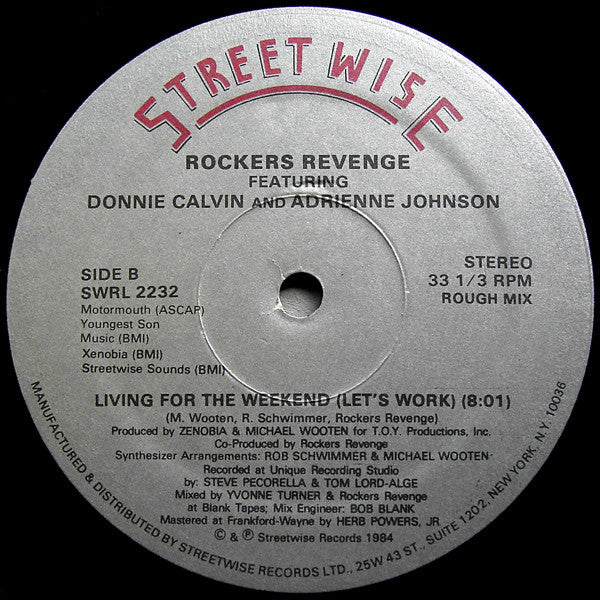 STREETWISE
ROCKERS REVENGE
FEATURING
DONNIE CALVIN AND ADRIENNE JOHNSON
SIDE B
SWRL 2232
Motormouth (ASCAP)
Youngest Son
Music (BMI)
Xenobia (BMI)
Streetwise Sounds (BMI)
STEREO
33 1/3 RPM
ROUGH MIX
LIVING FOR THE WEEKEND (LET'S WORK) (8:01)
(M. Wooten, R. Schwimmer, Rockers Revenge)
Produced by ZENOBIA & MICHAEL WOOTEN for T.O.Y. Productions, Inc.
Co-Produced by Rockers Revenge
Synthesizer Arrangements: ROB SCHWIMMER & MICHAEL WOOTEN
Recorded at Unique Recording Studio
by: STEVE PECORELLA & TOM LORD-ALGE
Mixed by YVONNE TURNER & Rockers Revenge
at Blank Tapes; Mix Engineer: BOB BLANK
Mastered at Frankford-Wayne by HERB POWERS, JR
© & ℗ Streetwise Records 1984
MANUFACTURED & DISTRIBUTED BY STREETWISE RECORDS LTD., 25W 43 ST., SUITE 1202, NEW YORK, N.Y. 10036